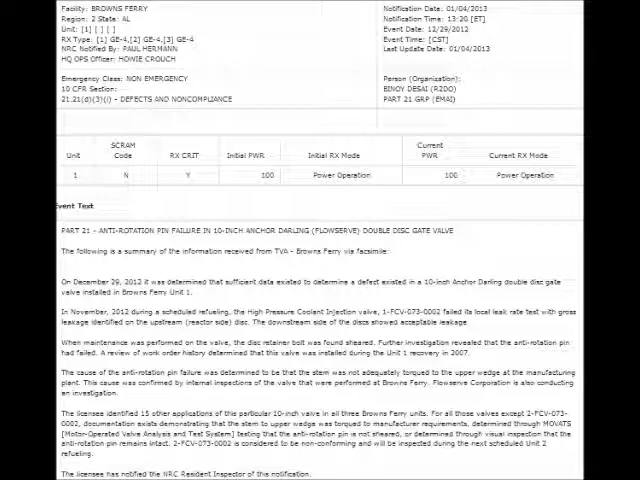 Facility: BROWNS FERRY
Region: 2 State: AL
Unit: [1] [ ] [ ]
RX Type: [1] GE-4,[2] GE-4,[3] GE-4
NRC Notified By: PAUL HERMANN
HQ OPS Officer: HOWIE CROUCH
Notification Date: 01/04/2013
Notification Time: 13:20 [ET]
Event Date: 12/29/2012
Event Time: [CST]
Last Update Date: 01/04/2013
Emergency Class: NON EMERGENCY
10 CFR Section:
21.21(d)(3)(i) - DEFECTS AND NONCOMPLIANCE
Person (Organization):
BINOY DESAI (R2DO)
PART 21 GRP (EMAI)
Unit SCRAM Code RX CRIT Initial PWR Initial RX Mode Current PWR Current RX Mode
1 N Y 100 Power Operation 100 Power Operation
Event Text
PART 21 - ANTI-ROTATION PIN FAILURE IN 10-INCH ANCHOR DARLING (FLOWSERVE) DOUBLE DISC GATE VALVE
The following is a summary of the information received from TVA - Browns Ferry via facsimile:
On December 29, 2012 it was determined that sufficient data existed to determine a defect existed in a 10-inch Anchor Darling double disc gate
valve installed in Browns Ferry Unit 1.
In November, 2012 during a scheduled refueling, the High Pressure Coolant Injection valve, 1-FCV-073-0002 failed its local leak rate test with gross
leakage identified on the upstream (reactor side) disc. The downstream side of the discs showed acceptable leakage
When maintenance was performed on the valve, the disc retainer bolt was found sheared. Further investigation revealed that the anti-rotation pin
had failed. A review of work order history determined that this valve was installed during the Unit 1 recovery in 2007.
The cause of the anti-rotation pin failure was determined to be that the stem was not adequately torqued to the upper wedge at the manufacturing
plant. This cause was confirmed by internal inspections of the valve that were performed at Browns Ferry. Flowserve Corporation is also conducting
an investigation.
The licensee identified 15 other applications of this particular 10-inch valve in all three Browns Ferry units. For all those valves except 2-FCV-073-
0002, documentation exists demonstrating that the stem to upper wedge was torqued to manufacturer requirements, determined through MOVATS
[Motor-Operated Valve Analysis and Test System] testing that the anti-rotation pin is not sheared, or determined through visual inspection that the
anti-rotation pin remains intact. 2-FCV-073-0002 is considered to be non-conforming and will be inspected during the next scheduled Unit 2
refueling.
The licensee has notified the NRC Resident Inspector of this notification.